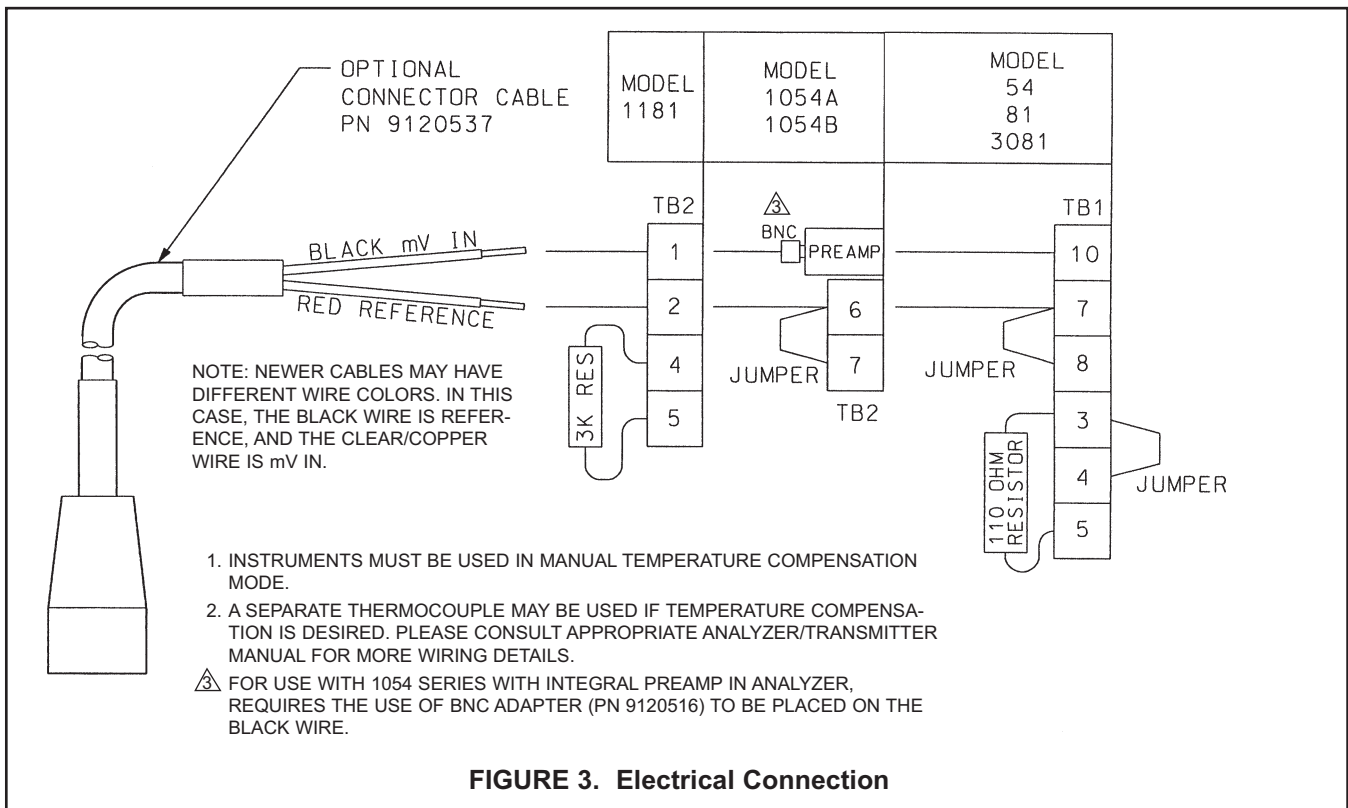 OPTIONAL
CONNECTOR CABLE
PN 9120537
MODEL
1181
MODEL
1054A
1054B
MODEL
54
81
3081
TB2
3
BNC
PREAMP
TB1
BLACK mV IN
RED REFERENCE
1
2
4
5
3K RES
6
7
JUMPER
TB2
10
7
8
3
4
5
JUMPER
JUMPER
110 OHM
RESISTOR
NOTE: NEWER CABLES MAY HAVE
DIFFERENT WIRE COLORS. IN THIS
CASE, THE BLACK WIRE IS REFER-
ENCE, AND THE CLEAR/COPPER
WIRE IS mV IN.
1. INSTRUMENTS MUST BE USED IN MANUAL TEMPERATURE COMPENSATION
MODE.
2. A SEPARATE THERMOCOUPLE MAY BE USED IF TEMPERATURE COMPENSA-
TION IS DESIRED. PLEASE CONSULT APPROPRIATE ANALYZER/TRANSMITTER
MANUAL FOR MORE WIRING DETAILS.
3 FOR USE WITH 1054 SERIES WITH INTEGRAL PREAMP IN ANALYZER,
REQUIRES THE USE OF BNC ADAPTER (PN 9120516) TO BE PLACED ON THE
BLACK WIRE.
FIGURE 3. Electrical Connection